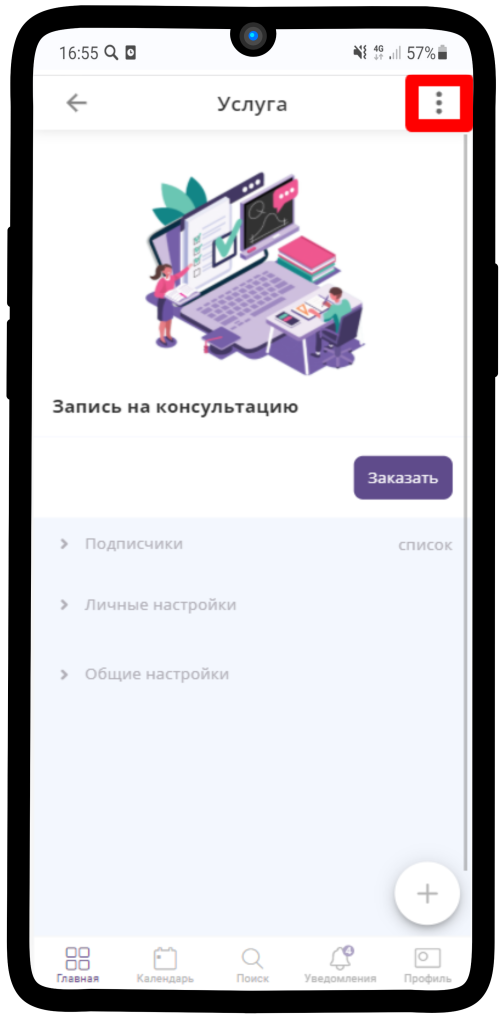 16:55 4G 57%
Услуга
Запись на консультацию
Заказать
Подписчики список
Личные настройки
Общие настройки
Главная Календарь Поиск Уведомления Профиль